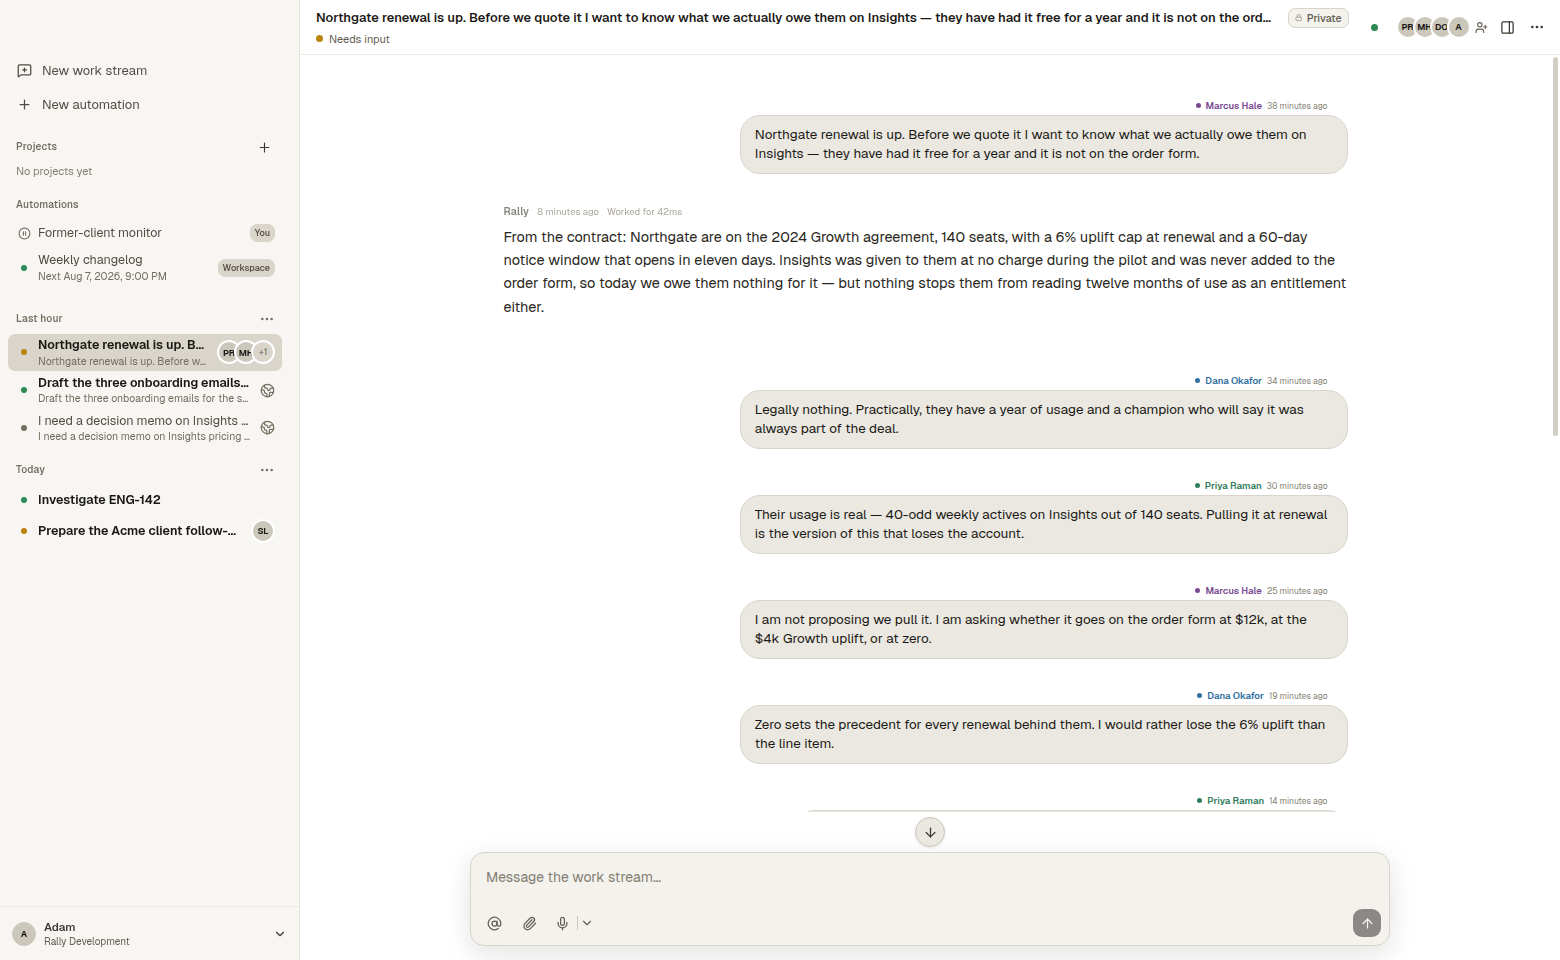 New work stream
New automation
Projects
No projects yet
Automations
Former-client monitor
You
Weekly changelog
Next Aug 7, 2026, 9:00 PM
Workspace
Last hour
Northgate renewal is up. B...
Northgate renewal is up. Before w...
PR MH +1
Draft the three onboarding emails...
Draft the three onboarding emails for the s...
I need a decision memo on Insights ...
I need a decision memo on Insights pricing ...
Today
Investigate ENG-142
Prepare the Acme client follow-...
SL
A
Adam
Rally Development
Northgate renewal is up. Before we quote it I want to know what we actually owe them on Insights — they have had it free for a year and it is not on the ord...
Private
PR MH DO A
Needs input
Marcus Hale 38 minutes ago
Northgate renewal is up. Before we quote it I want to know what we actually owe them on
Insights — they have had it free for a year and it is not on the order form.
Rally 8 minutes ago Worked for 42ms
From the contract: Northgate are on the 2024 Growth agreement, 140 seats, with a 6% uplift cap at renewal and a 60-day
notice window that opens in eleven days. Insights was given to them at no charge during the pilot and was never added to the
order form, so today we owe them nothing for it — but nothing stops them from reading twelve months of use as an entitlement
either.
Dana Okafor 34 minutes ago
Legally nothing. Practically, they have a year of usage and a champion who will say it was
always part of the deal.
Priya Raman 30 minutes ago
Their usage is real — 40-odd weekly actives on Insights out of 140 seats. Pulling it at renewal
is the version of this that loses the account.
Marcus Hale 25 minutes ago
I am not proposing we pull it. I am asking whether it goes on the order form at $12k, at the
$4k Growth uplift, or at zero.
Dana Okafor 19 minutes ago
Zero sets the precedent for every renewal behind them. I would rather lose the 6% uplift than
the line item.
Priya Raman 14 minutes ago
Message the work stream...